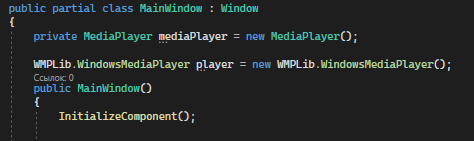 public partial class MainWindow : Window
{
private MediaPlayer mediaPlayer = new MediaPlayer();
WMPLib.WindowsMediaPlayer player = new WMPLib.WindowsMediaPlayer();
Ссылок: 0
public MainWindow()
{
InitializeComponent();